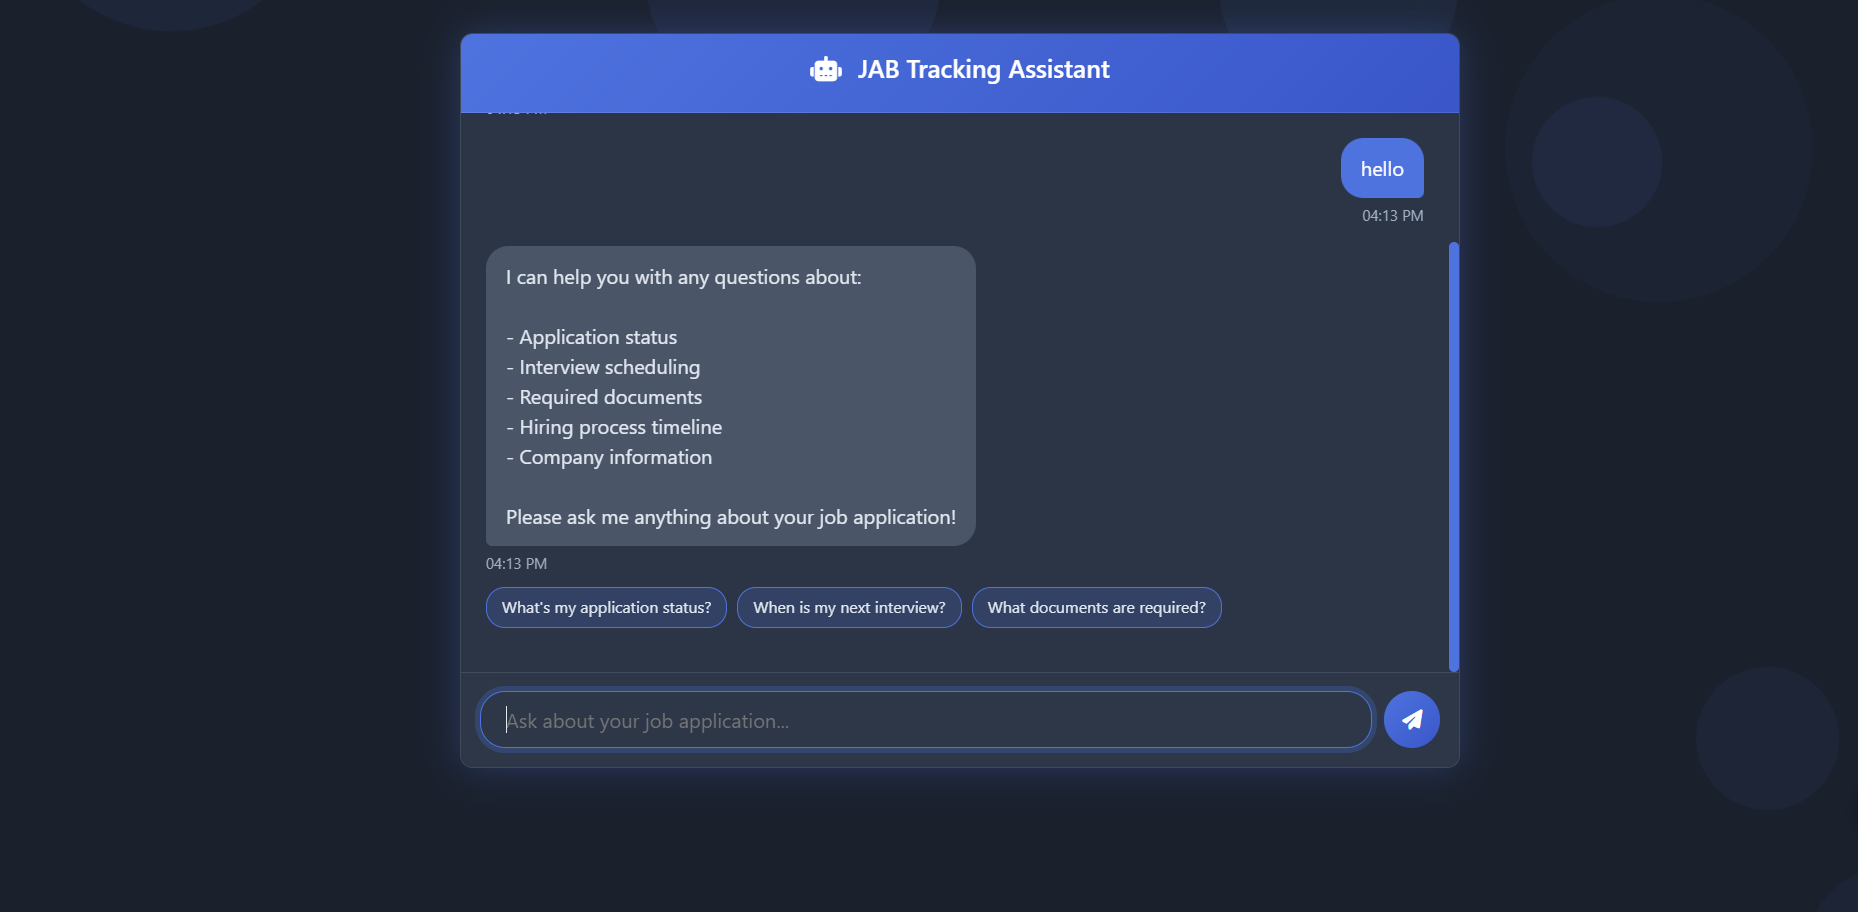 JAB Tracking Assistant
hello
04:13 PM
I can help you with any questions about:
- Application status
- Interview scheduling
- Required documents
- Hiring process timeline
- Company information
Please ask me anything about your job application!
04:13 PM
What's my application status?
When is my next interview?
What documents are required?
Ask about your job application...